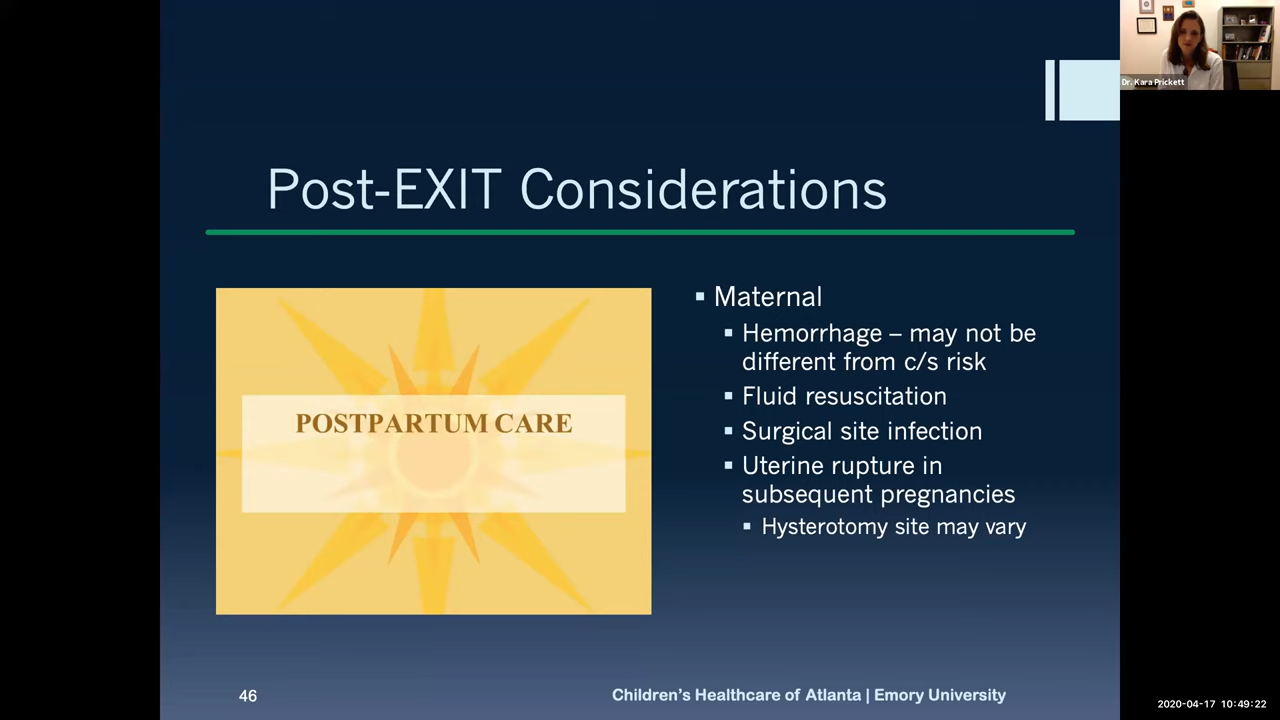 Dr. Kara Prickett
Post-EXIT Considerations
POSTPARTUM CARE
▪ Maternal
▪ Hemorrhage – may not be
different from c/s risk
▪ Fluid resuscitation
▪ Surgical site infection
▪ Uterine rupture in
subsequent pregnancies
▪ Hysterotomy site may vary
46
Children's Healthcare of Atlanta | Emory University
2020-04-17 10:49:22